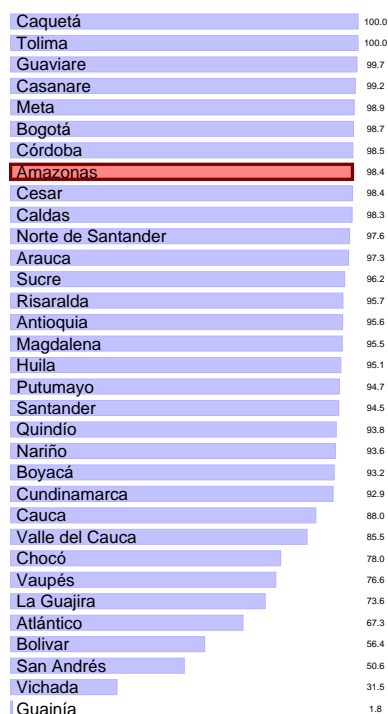 Caquetá 100.0
Tolima 100.0
Guaviare 99.7
Casanare 99.2
Meta 98.9
Bogotá 98.7
Córdoba 98.5
Amazonas 98.4
Cesar 98.4
Caldas 98.3
Norte de Santander 97.6
Arauca 97.3
Sucre 96.2
Risaralda 95.7
Antioquia 95.6
Magdalena 95.5
Huila 95.1
Putumayo 94.7
Santander 94.5
Quindío 93.8
Nariño 93.6
Boyacá 93.2
Cundinamarca 92.9
Cauca 88.0
Valle del Cauca 85.5
Chocó 78.0
Vaupés 76.6
La Guajira 73.6
Atlántico 67.3
Bolivar 56.4
San Andrés 50.6
Vichada 31.5
Guainía 1.8